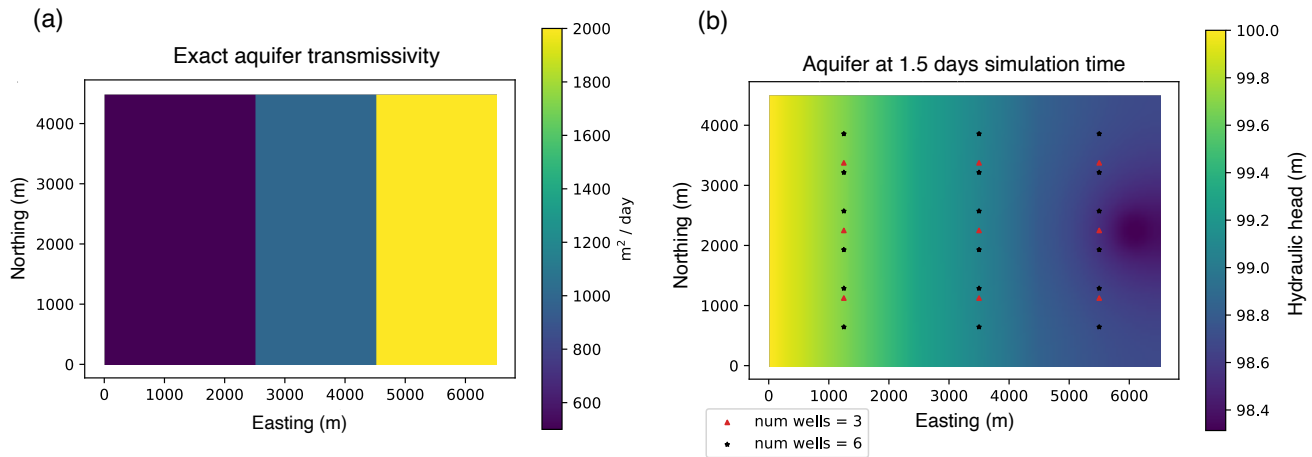 (a)
Exact aquifer transmissivity
Northing (m)
4000
3000
2000
1000
0
0 1000 2000 3000 4000 5000 6000
Easting (m)
2000
1800
1600
1400
1200
1000
800
600
m² / day
(b)
Aquifer at 1.5 days simulation time
Northing (m)
4000
3000
2000
1000
0
0 1000 2000 3000 4000 5000 6000
Easting (m)
num wells = 3
num wells = 6
100.0
99.8
99.6
99.4
99.2
99.0
98.8
98.6
98.4
Hydraulic head (m)